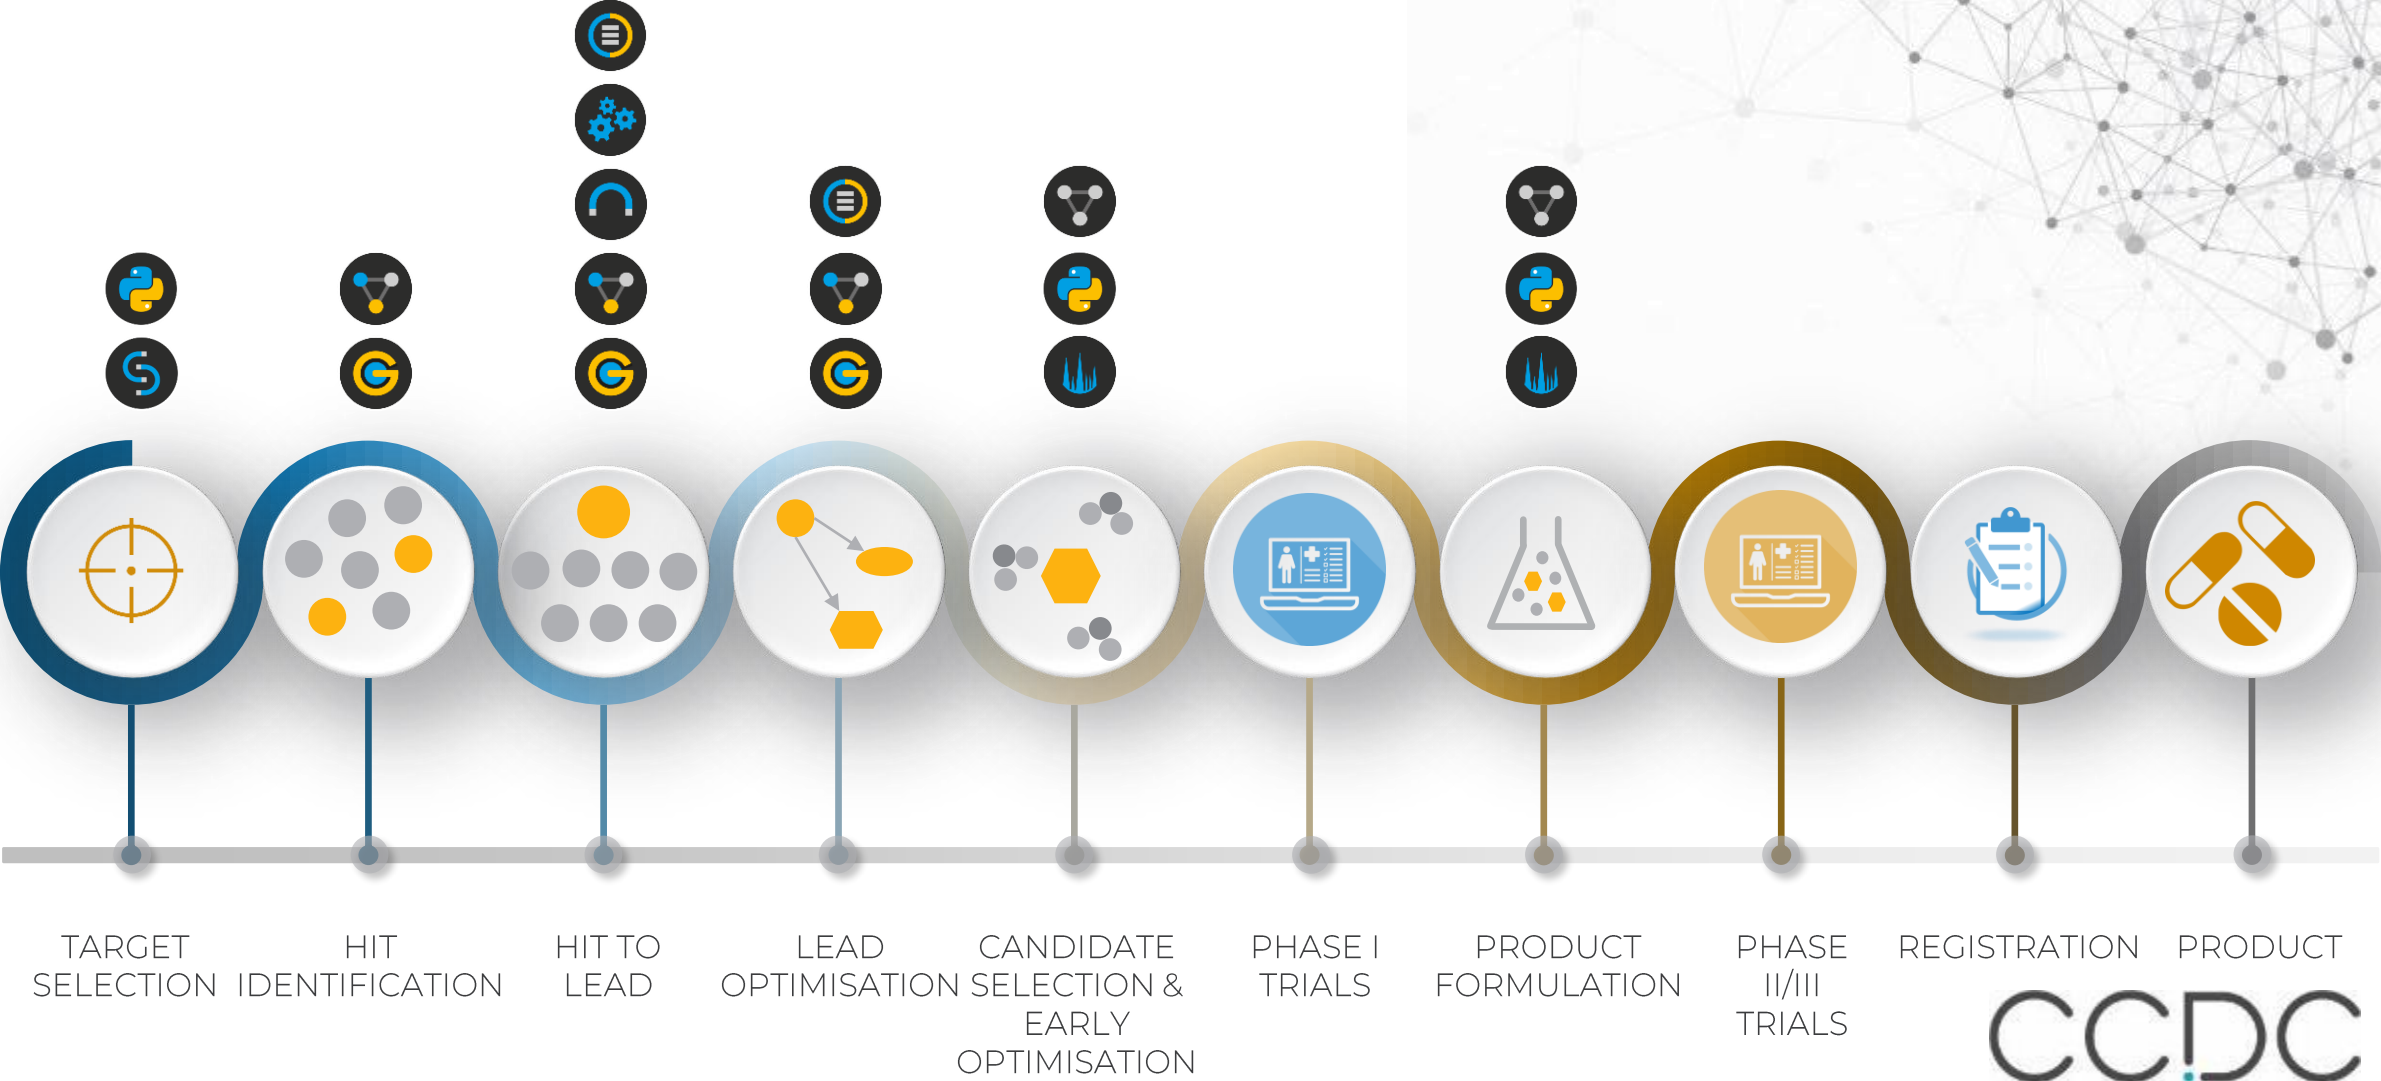 TARGET
SELECTION
HIT
IDENTIFICATION
HIT TO
LEAD
LEAD
OPTIMISATION
CANDIDATE
SELECTION &
EARLY
OPTIMISATION
PHASE I
TRIALS
PRODUCT
FORMULATION
PHASE
II/III
TRIALS
REGISTRATION
PRODUCT
CCDC